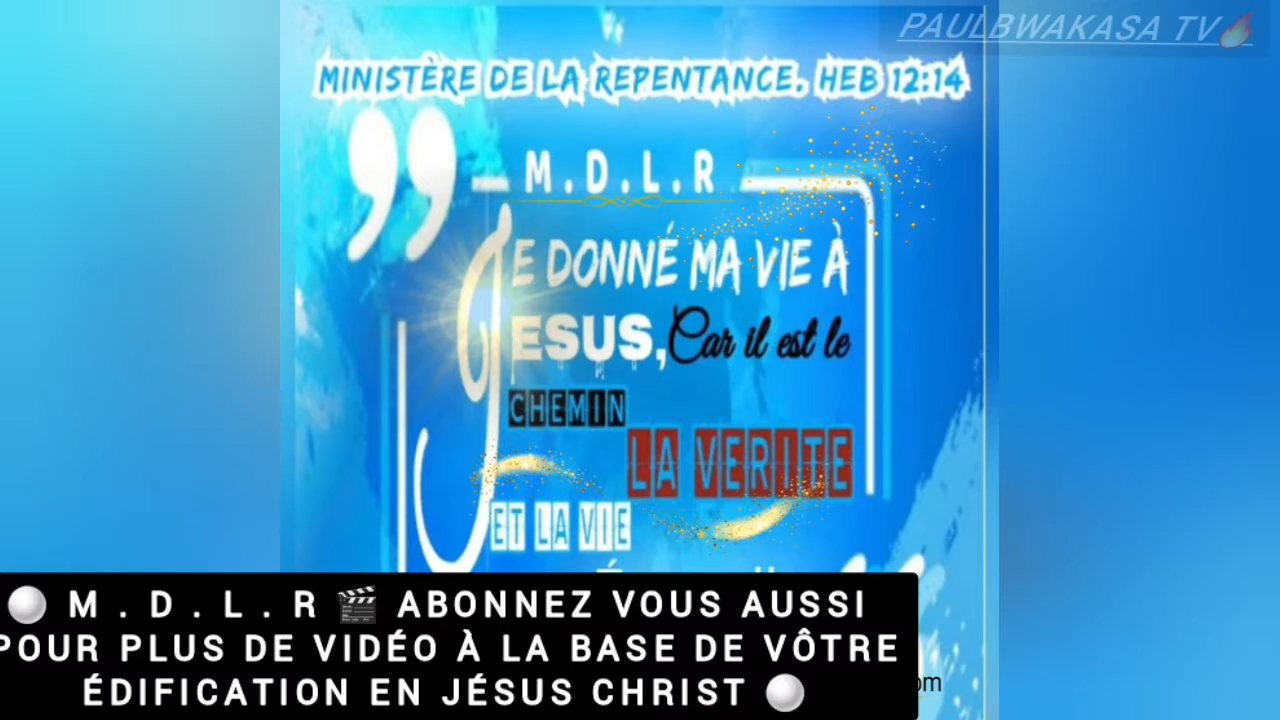 PAULBWAKASA TV🔥
MINISTÈRE DE LA REPENTANCE. HEB 12:14
M.D.L.R
JE DONNÉ MA VIE À
JESUS, Car il est le
CHEMIN
LA VERITE
ET LA VIE
⚪ M . D . L . R 🎬 ABONNEZ VOUS AUSSI
POUR PLUS DE VIDÉO À LA BASE DE VÔTRE
ÉDIFICATION EN JÉSUS CHRIST ⚪
om